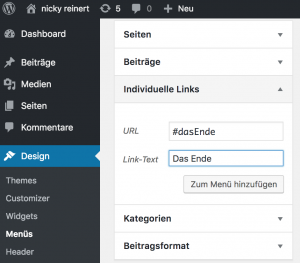 nicky reinert 5 0 + Neu
Dashboard
Beiträge
Medien
Seiten
Kommentare
Design
Themes
Customizer
Widgets
Menüs
Header
Seiten
Beiträge
Individuelle Links
URL #dasEnde
Link-Text Das Ende
Zum Menü hinzufügen
Kategorien
Beitragsformat